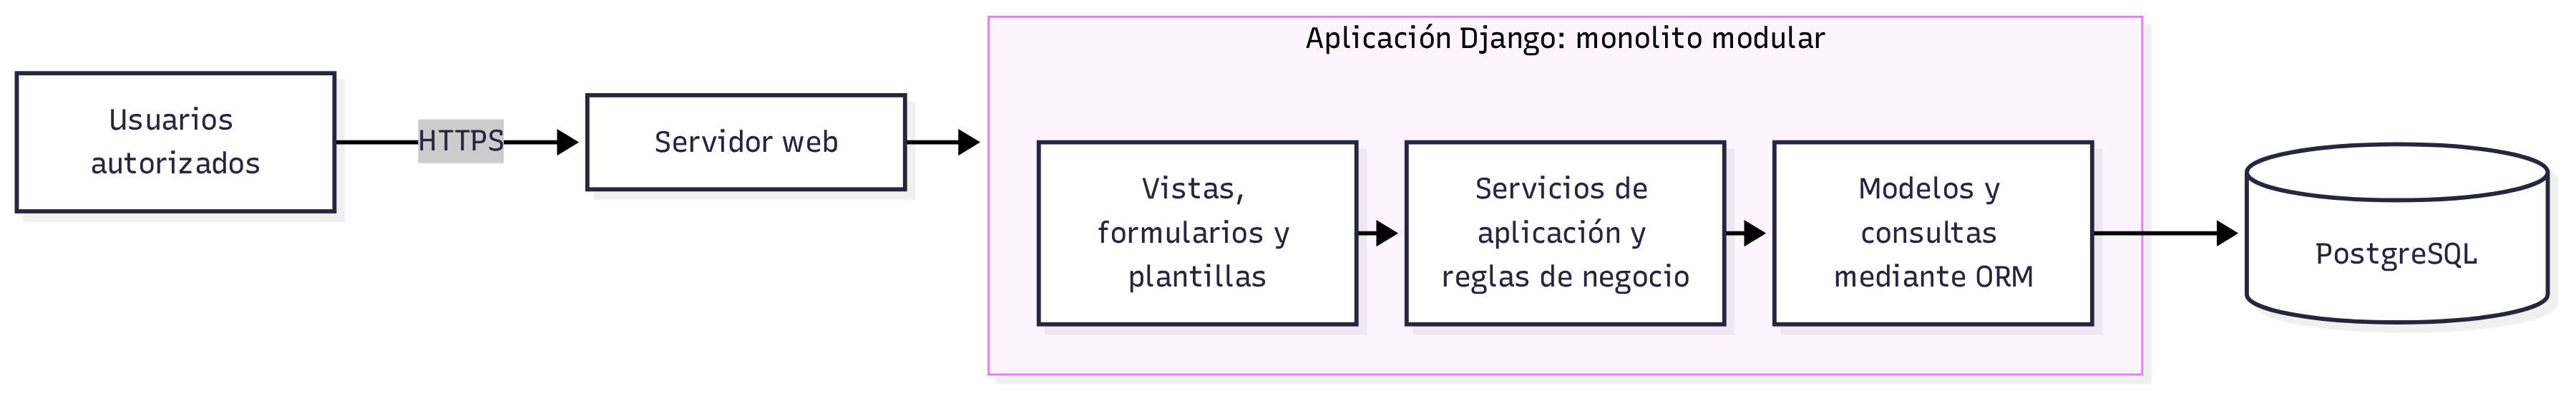 Aplicación Django: monolito modular
Usuarios
autorizados
HTTPS
Servidor web
Vistas,
formularios y
plantillas
Servicios de
aplicación y
reglas de negocio
Modelos y
consultas
mediante ORM
PostgreSQL